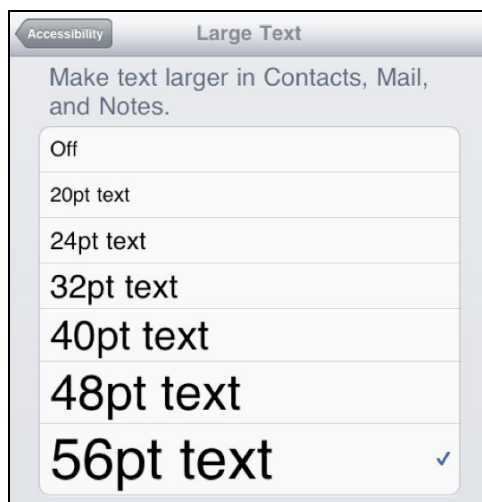 Accessibility
Large Text
Make text larger in Contacts, Mail,
and Notes.
Off
20pt text
24pt text
32pt text
40pt text
48pt text
56pt text